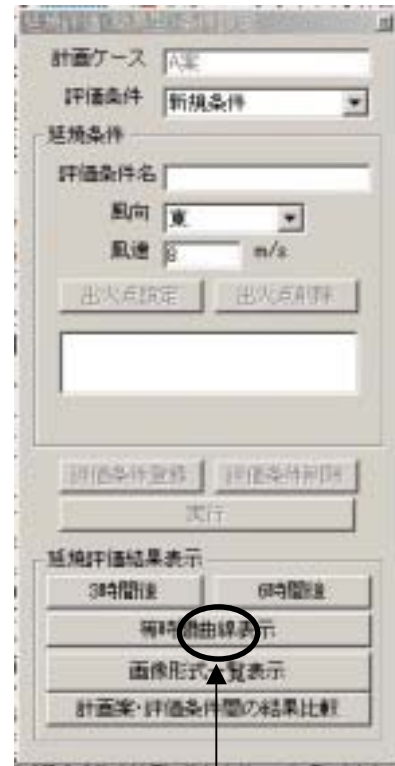 計画ケース A案
評価条件 新規条件
延焼条件
評価条件名
風向 東
風速 8 m/s
出火点設定 出火点削除
評価条件登録 評価条件削除
実行
延焼評価結果表示
3時間後 6時間後
等時間曲線表示
画像形式一覧表示
計画案・評価条件間の結果比較